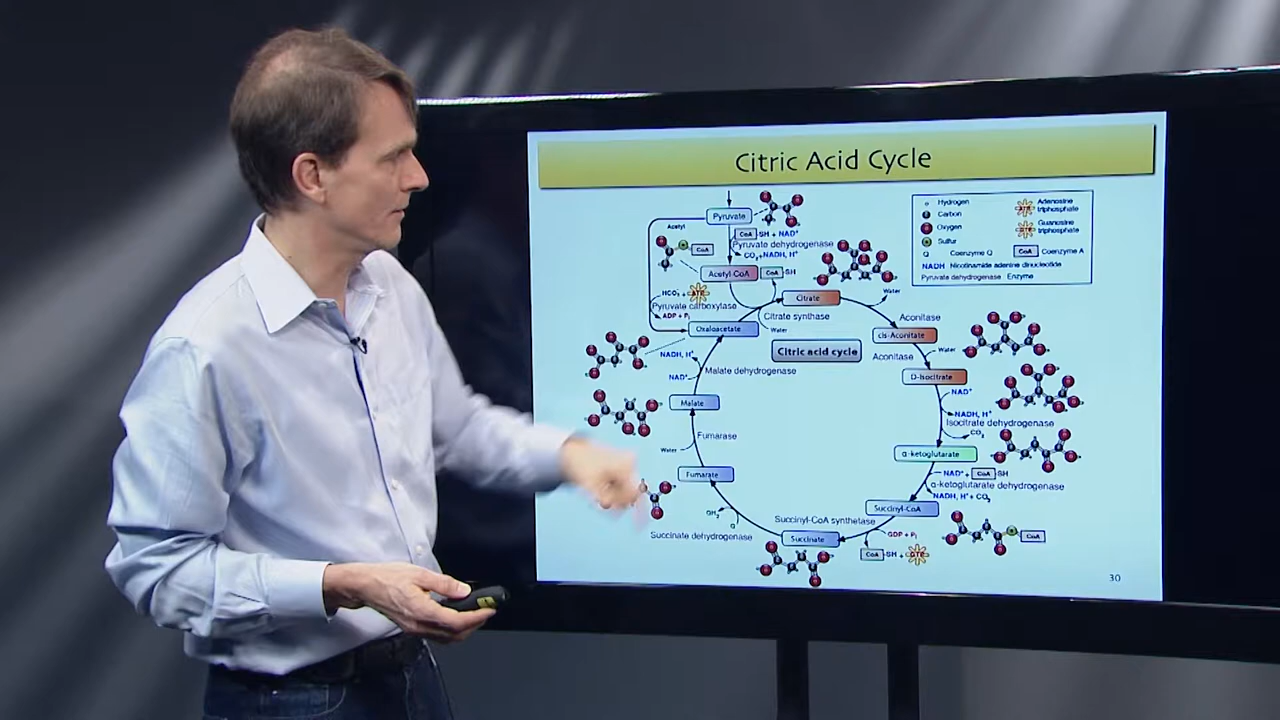 Citric Acid Cycle
Pyruvate
Acetyl
CoA-SH + NAD⁺
Pyruvate dehydrogenase
CO₂ NADH, H⁺
CoA
Acetyl-CoA
CoA-SH
HCO₃⁻ + ATP
Pyruvate carboxylase
ADP + Pᵢ
Oxaloacetate
Citrate
Water
Citrate synthase
Water
Aconitase
cis-Aconitate
Citric acid cycle
Aconitase
Water
D-Isocitrate
NADH, H⁺
Malate dehydrogenase
NAD⁺
NAD⁺
Malate
NADH, H⁺
Isocitrate dehydrogenase
CO₂
Fumarase
Water
α-ketoglutarate
Fumarate
NAD⁺ + CoA-SH
α-ketoglutarate dehydrogenase
NADH, H⁺ + CO₂
Succinyl-CoA
QH₂
Q
Succinyl-CoA synthetase
Succinate dehydrogenase
Succinate
GDP + Pᵢ
CoA-SH + GTP
CoA
Hydrogen
Carbon
Oxygen
Sulfur
Q Coenzyme Q
ATP Adenosine triphosphate
Guanosine triphosphate
CoA Coenzyme A
NADH Nicotinamide adenine dinucleotide
Pyruvate dehydrogenase Enzyme
30